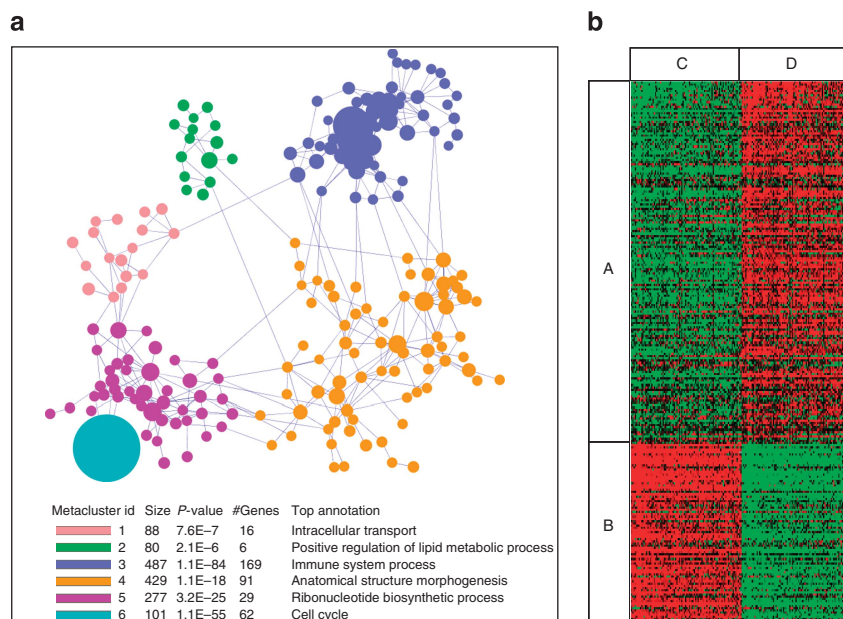 a
b
C D
A
B
Metacluster id Size P-value #Genes Top annotation
1 88 7.6E–7 16 Intracellular transport
2 80 2.1E–6 6 Positive regulation of lipid metabolic process
3 487 1.1E–84 169 Immune system process
4 429 1.1E–18 91 Anatomical structure morphogenesis
5 277 3.2E–25 29 Ribonucleotide biosynthetic process
6 101 1.1E–55 62 Cell cycle